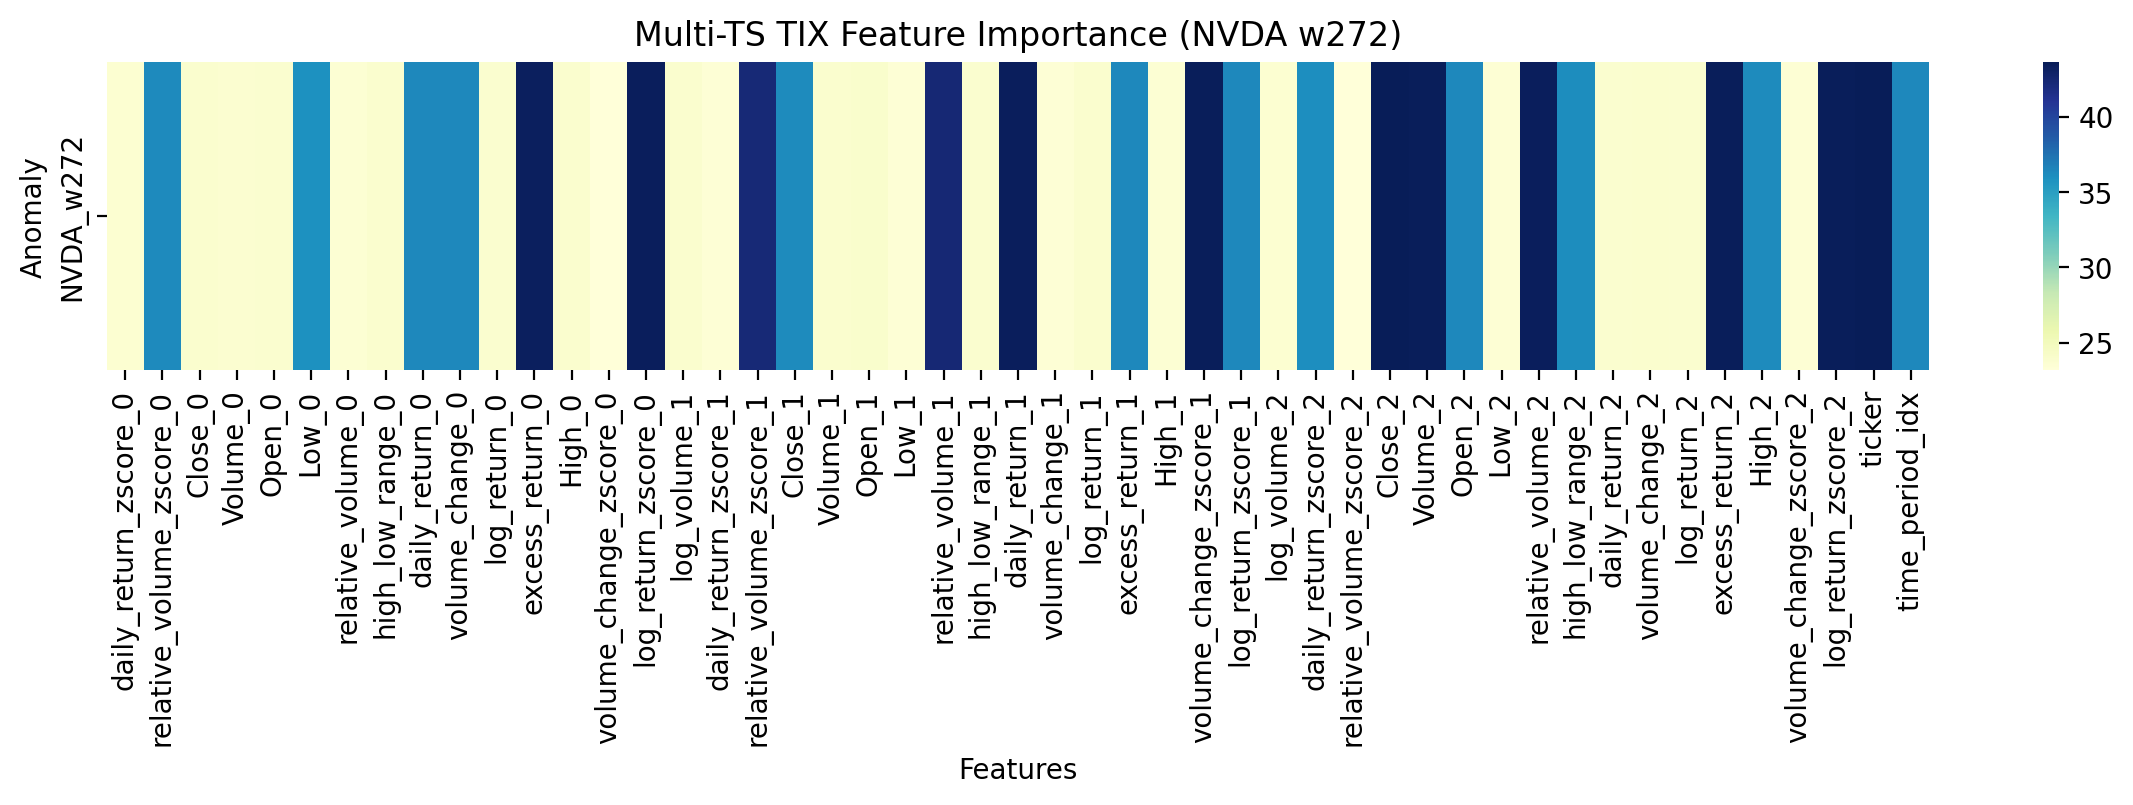 Multi-TS TIX Feature Importance (NVDA w272)
Anomaly
NVDA_w272
40
35
30
25
daily_return_zscore_0
relative_volume_zscore_0
Close_0
Volume_0
Open_0
Low_0
relative_volume_0
high_low_range_0
daily_return_0
volume_change_0
log_return_0
excess_return_0
High_0
volume_change_zscore_0
log_return_zscore_0
log_volume_1
daily_return_zscore_1
relative_volume_zscore_1
Close_1
Volume_1
Open_1
Low_1
relative_volume_1
high_low_range_1
daily_return_1
volume_change_1
log_return_1
excess_return_1
High_1
volume_change_zscore_1
log_return_zscore_1
log_volume_2
daily_return_zscore_2
relative_volume_zscore_2
Close_2
Volume_2
Open_2
Low_2
relative_volume_2
high_low_range_2
daily_return_2
volume_change_2
log_return_2
excess_return_2
High_2
volume_change_zscore_2
log_return_zscore_2
ticker
time_period_idx
Features